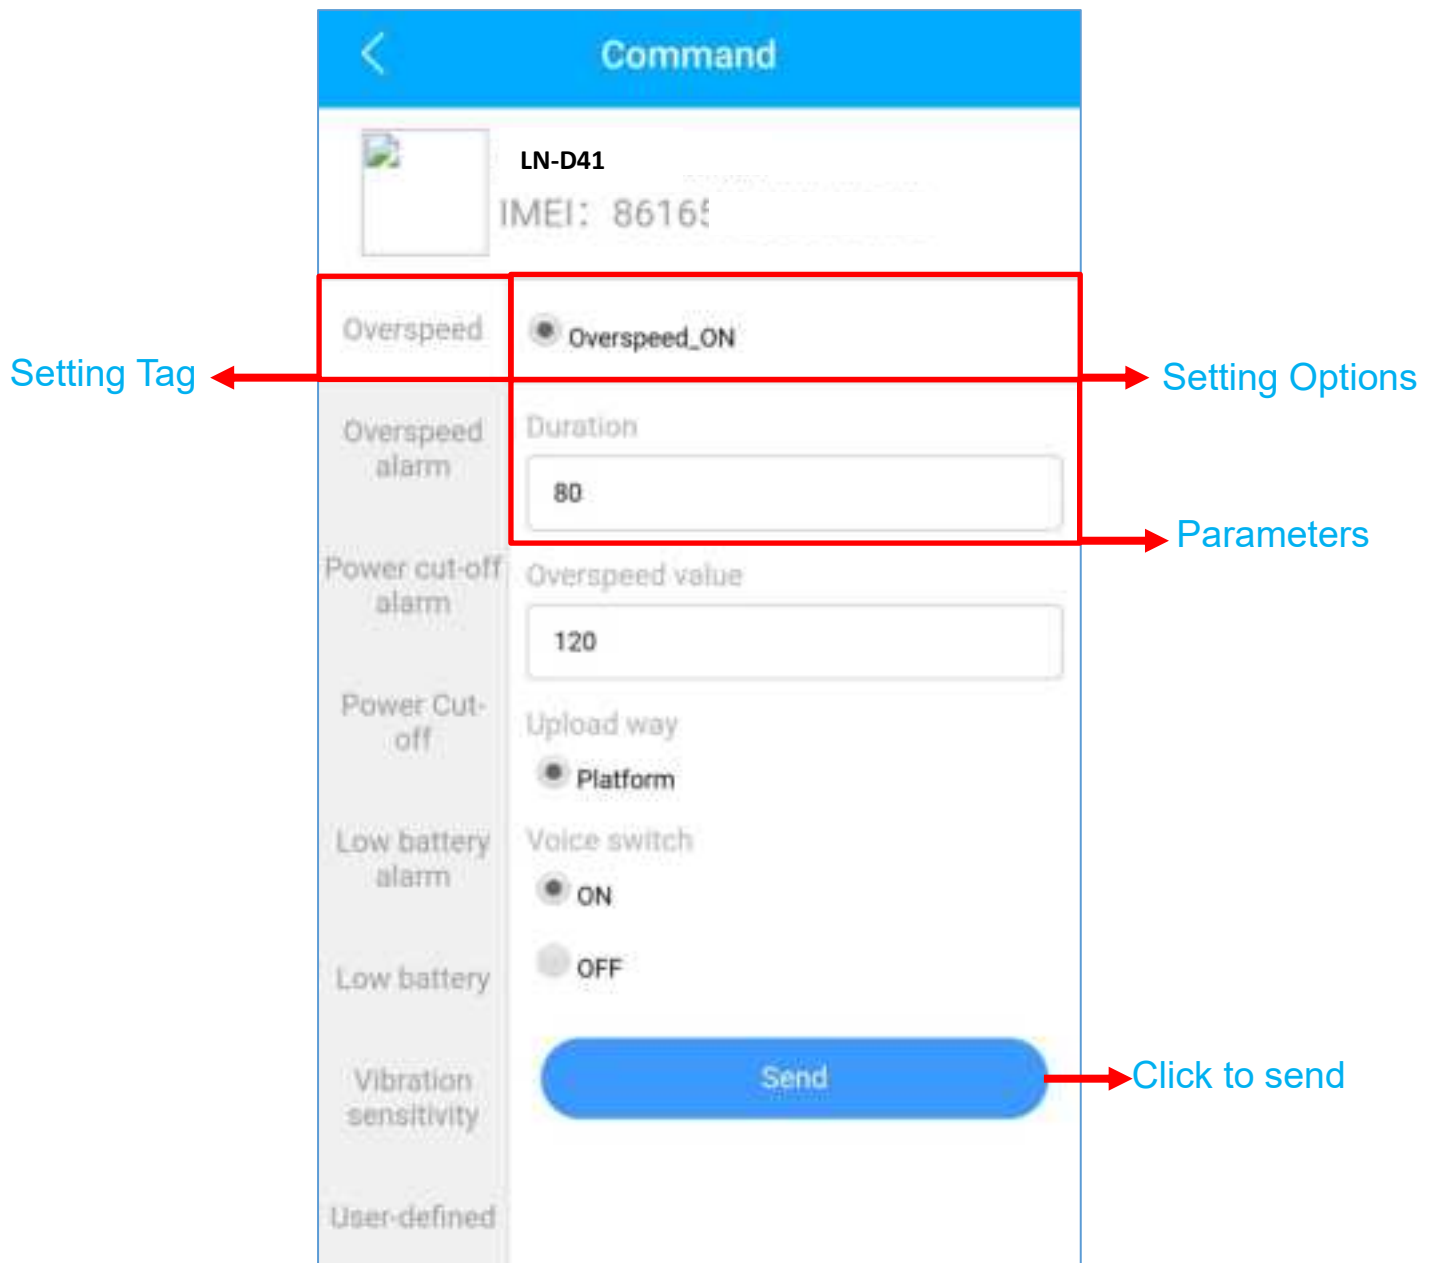 Command
LN-D41
IMEI: 86165
Overspeed
Overspeed_ON
Setting Tag
Setting Options
Overspeed
alarm
Duration
80
Parameters
Power cut-off
alarm
Overspeed value
120
Power Cut-
off
Upload way
Platform
Low battery
alarm
Voice switch
ON
OFF
Low battery
Send
Click to send
Vibration
sensitivity
User-defined